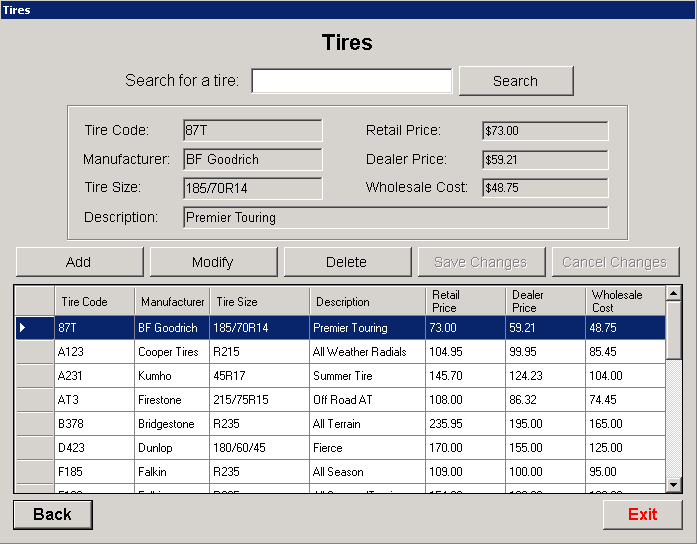 Tires
Tires
Search for a tire: Search
Tire Code: 87T Retail Price: $73.00
Manufacturer: BF Goodrich Dealer Price: $59.21
Tire Size: 185/70R14 Wholesale Cost: $48.75
Description: Premier Touring
Add Modify Delete Save Changes Cancel Changes
Tire Code Manufacturer Tire Size Description Retail Price Dealer Price Wholesale Cost
87T BF Goodrich 185/70R14 Premier Touring 73.00 59.21 48.75
A123 Cooper Tires R215 All Weather Radials 104.95 99.95 85.45
A231 Kumho 45R17 Summer Tire 145.70 124.23 104.00
AT3 Firestone 215/75R15 Off Road AT 108.00 86.32 74.45
B378 Bridgestone R235 All Terrain 235.95 195.00 165.00
D423 Dunlop 180/60/45 Fierce 170.00 155.00 125.00
F185 Falkin R235 All Season 109.00 100.00 95.00
Back Exit